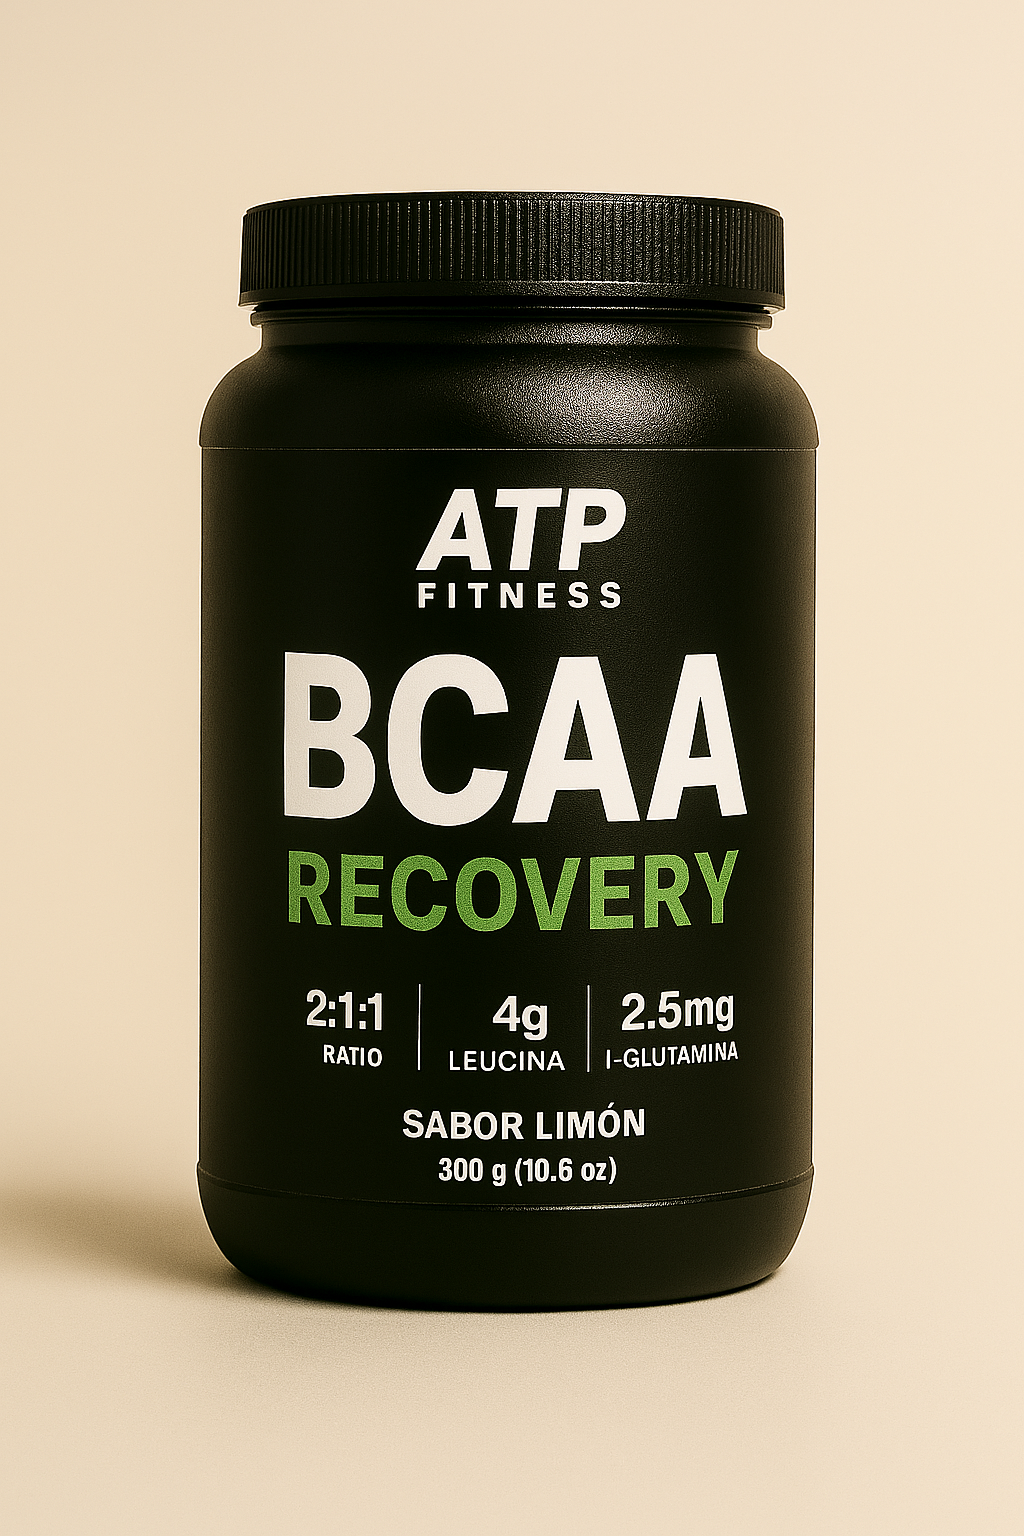 ATP
FITNESS
BCAA
RECOVERY
2:1:1 4g 2.5mg
RATIO LEUCINA l-GLUTAMINA
SABOR LIMÓN
300 g (10.6 oz)